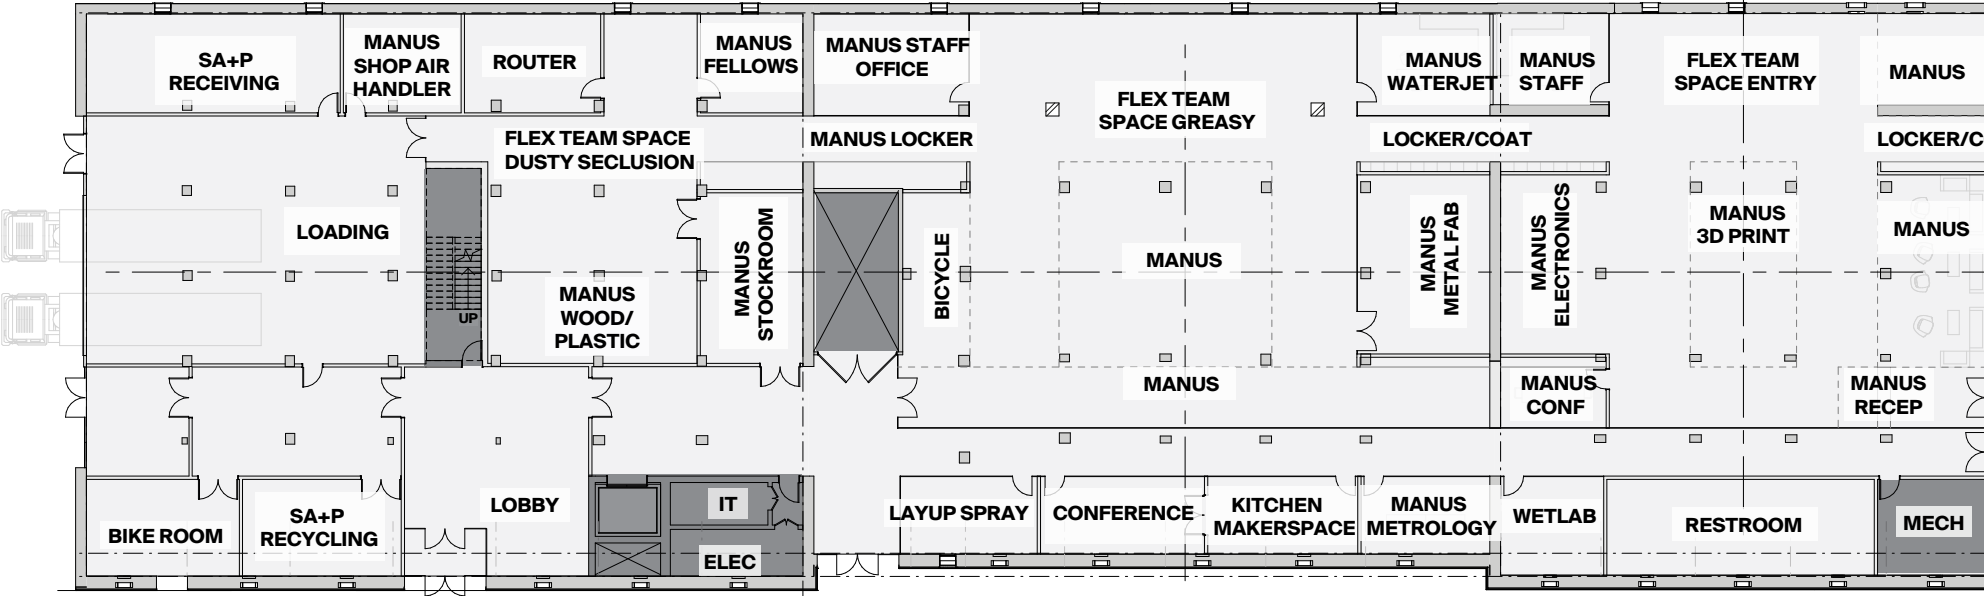 SA+P
RECEIVING
MANUS
SHOP AIR
HANDLER
ROUTER
MANUS
FELLOWS
MANUS STAFF
OFFICE
FLEX TEAM
SPACE GREASY
MANUS
WATERJET
MANUS
STAFF
FLEX TEAM
SPACE ENTRY
MANUS
FLEX TEAM SPACE
DUSTY SECLUSION
MANUS LOCKER
LOCKER/COAT
LOCKER/C
LOADING
UP
MANUS
WOOD/
PLASTIC
MANUS
STOCKROOM
BICYCLE
MANUS
MANUS
METAL FAB
MANUS
ELECTRONICS
MANUS
3D PRINT
MANUS
MANUS
MANUS
CONF
MANUS
RECEP
BIKE ROOM
SA+P
RECYCLING
LOBBY
IT
ELEC
LAYUP SPRAY
CONFERENCE
KITCHEN
MAKERSPACE
MANUS
METROLOGY
WETLAB
RESTROOM
MECH